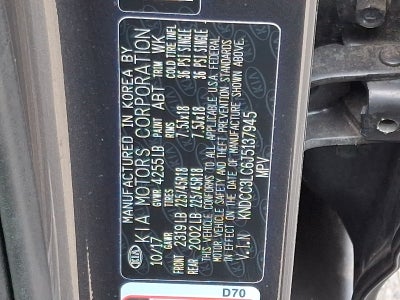 MANUFACTURED IN KOREA BY
KIA MOTORS CORPORATION
10/17 GVWR 4255LB PAINT ABT TRIM WK
GAWR TIRES RIMS COLD TIRE INFL
FRONT 2319LB 225/45R18 7.5Jx18 36 PSI SINGLE
REAR 2002LB 225/45R18 7.5Jx18 36 PSI SINGLE
THIS VEHICLE CONFORMS TO ALL APPLICABLE U.S.A FEDERAL
MOTOR VEHICLE SAFETY AND THEFT PREVENTION STANDARDS
IN EFFECT ON THE DATE OF MANUFACTURE SHOWN ABOVE.
V.I.N KNDCC3LC6J5137945
MPV
KIA
D70